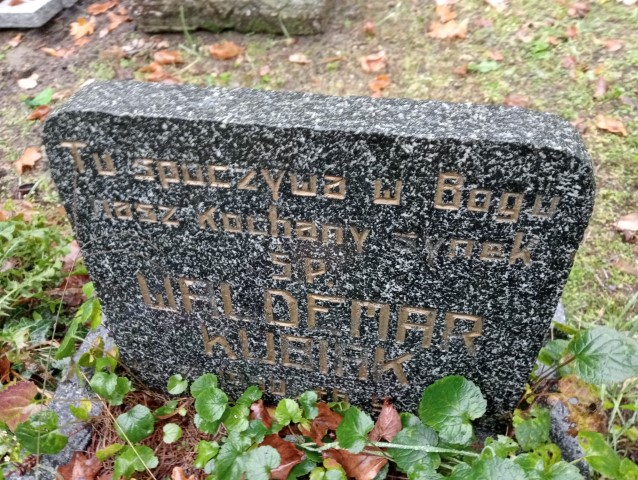 Tu spoczywa w Bogu
nasz kochany synek
Ś.P.
WALDEMAR
KUBIAK